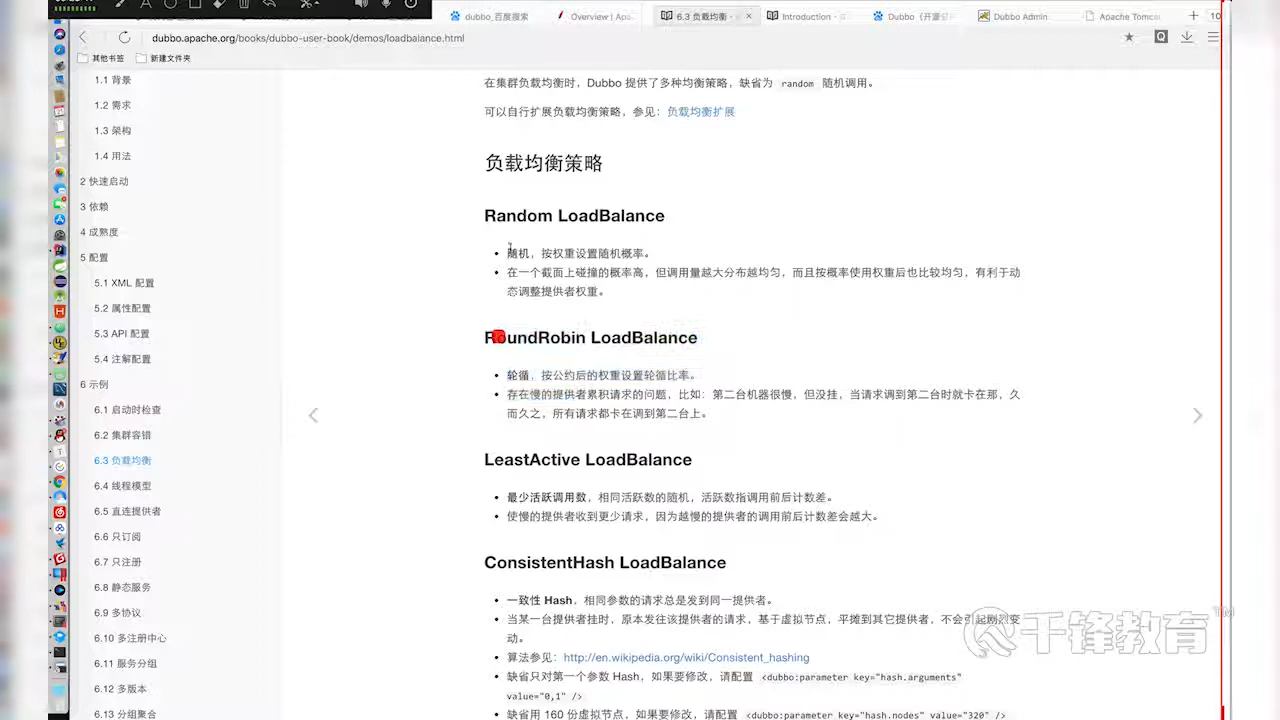 dubbo_百度搜索
Overview | Apa
6.3 负载均衡
Introduction
Dubbo（开源分
Dubbo Admin
Apache Tomca
10
dubbo.apache.org/books/dubbo-user-book/demos/loadbalance.html
其他书签
新建文件夹
1.1 背景
1.2 需求
1.3 架构
1.4 用法
2 快速启动
3 依赖
4 成熟度
5 配置
5.1 XML 配置
5.2 属性配置
5.3 API 配置
5.4 注解配置
6 示例
6.1 启动时检查
6.2 集群容错
6.3 负载均衡
6.4 线程模型
6.5 直连提供者
6.6 只订阅
6.7 只注册
6.8 静态服务
6.9 多协议
6.10 多注册中心
6.11 服务分组
6.12 多版本
6.13 分组聚合
在集群负载均衡时，Dubbo 提供了多种均衡策略，缺省为 random 随机调用。
可以自行扩展负载均衡策略，参见：负载均衡扩展
负载均衡策略
Random LoadBalance
随机，按权重设置随机概率。
在一个截面上碰撞的概率高，但调用量越大分布越均匀，而且按概率使用权重后也比较均匀，有利于动
态调整提供者权重。
RoundRobin LoadBalance
轮循，按公约后的权重设置轮循比率。
存在慢的提供者累积请求的问题，比如：第二台机器很慢，但没挂，当请求调到第二台时就卡在那，久
而久之，所有请求都卡在调到第二台上。
LeastActive LoadBalance
最少活跃调用数，相同活跃数的随机，活跃数指调用前后计数差。
使慢的提供者收到更少请求，因为越慢的提供者的调用前后计数差会越大。
ConsistentHash LoadBalance
一致性 Hash，相同参数的请求总是发到同一提供者。
当某一台提供者挂时，原本发往该提供者的请求，基于虚拟节点，平摊到其它提供者，不会引起剧烈变
动。
算法参见：http://en.wikipedia.org/wiki/Consistent_hashing
缺省只对第一个参数 Hash，如果要修改，请配置 <dubbo:parameter key="hash.arguments"
value="0,1" />
缺省用 160 份虚拟节点，如果要修改，请配置 <dubbo:parameter key="hash.nodes" value="320" />
千锋教育™